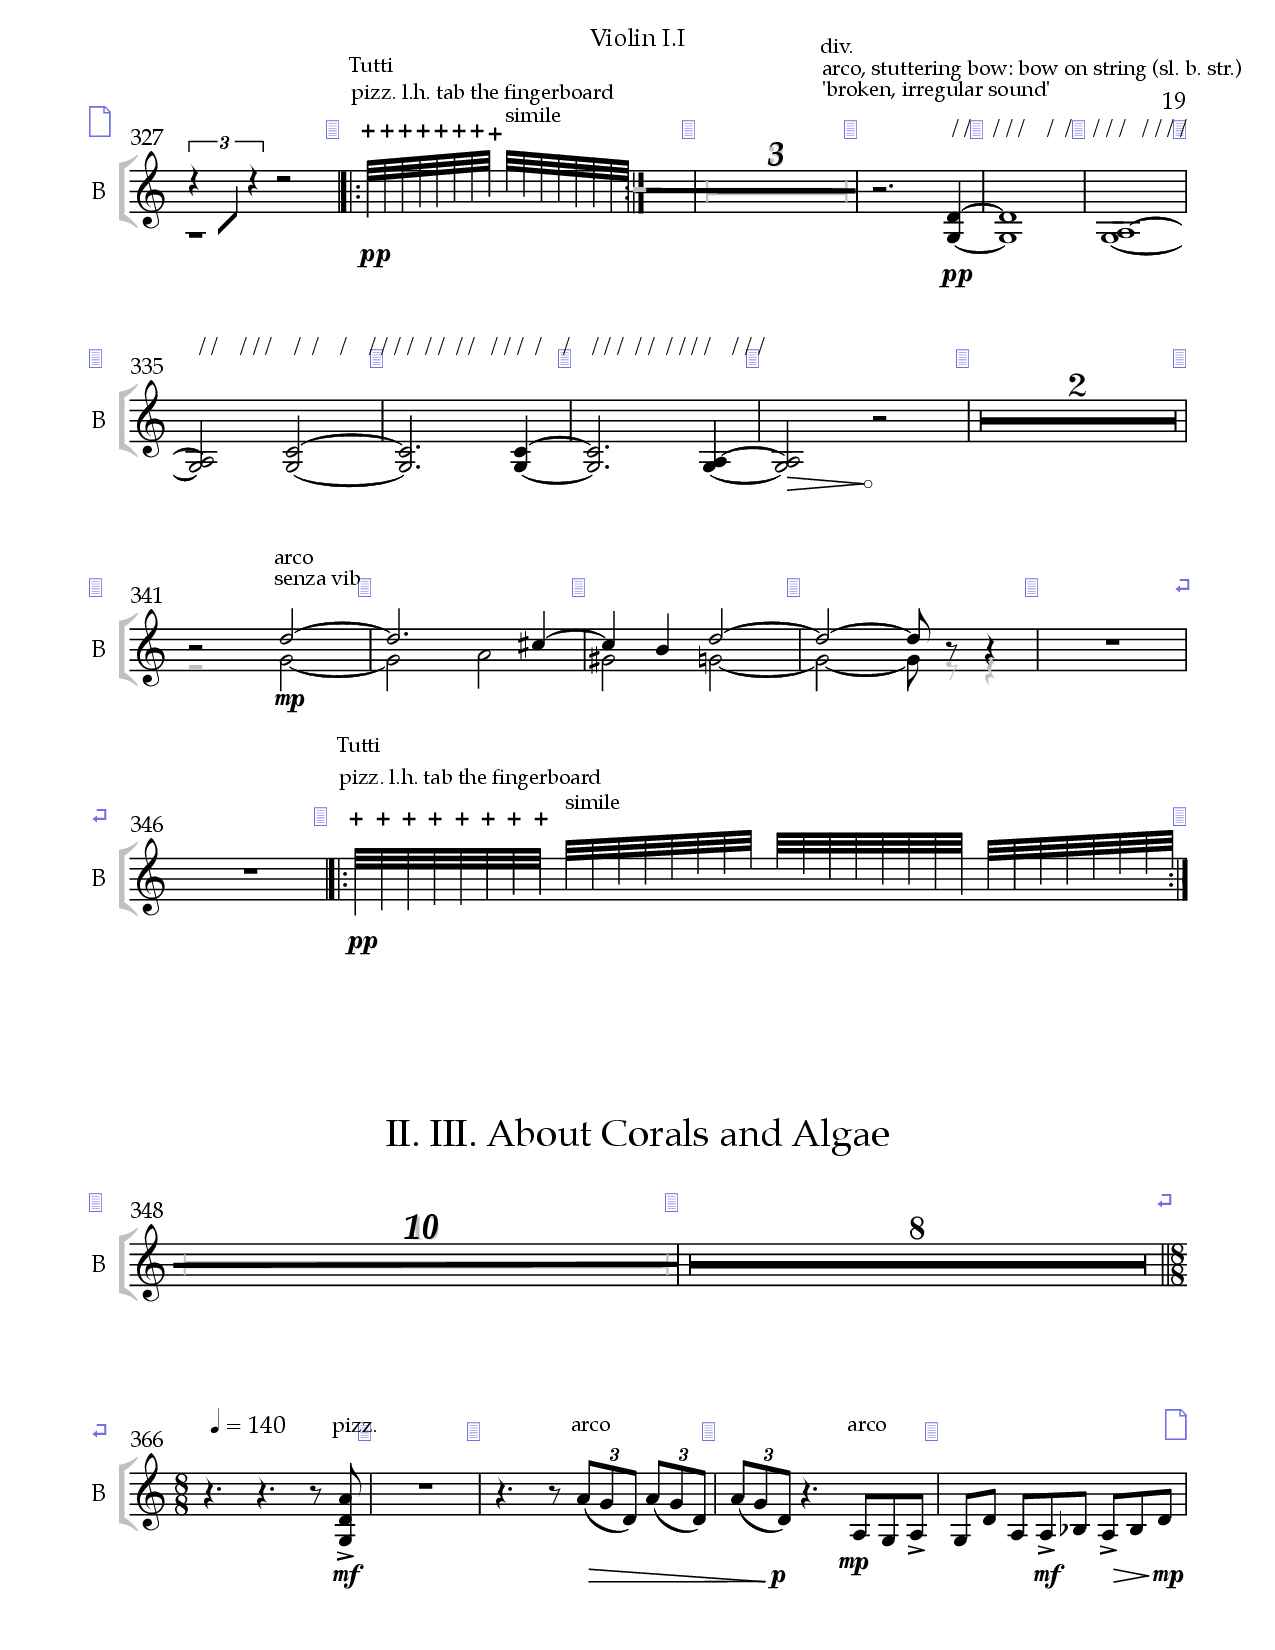 Violin I.I
div.
Tutti
arco, stuttering bow: bow on string (sl. b. str.)
pizz. l.h. tab the fingerboard
'broken, irregular sound'
simile
19
327
3
+ + + + + + + +
/ / / / / / / / / / / / / /
3
B
pp
pp
/ / / / / / / / / / / / / / / / / / / / / / / / / / / / / / / / / /
335
2
B
arco
senza vib.
341
B
mp
Tutti
pizz. l.h. tab the fingerboard
simile
+ + + + + + + +
346
B
pp
II. III. About Corals and Algae
348
10
8
B
8
8
366
= 140
pizz.
arco
arco
3
3
3
B
8
8
mf
p
mp
mf
mp